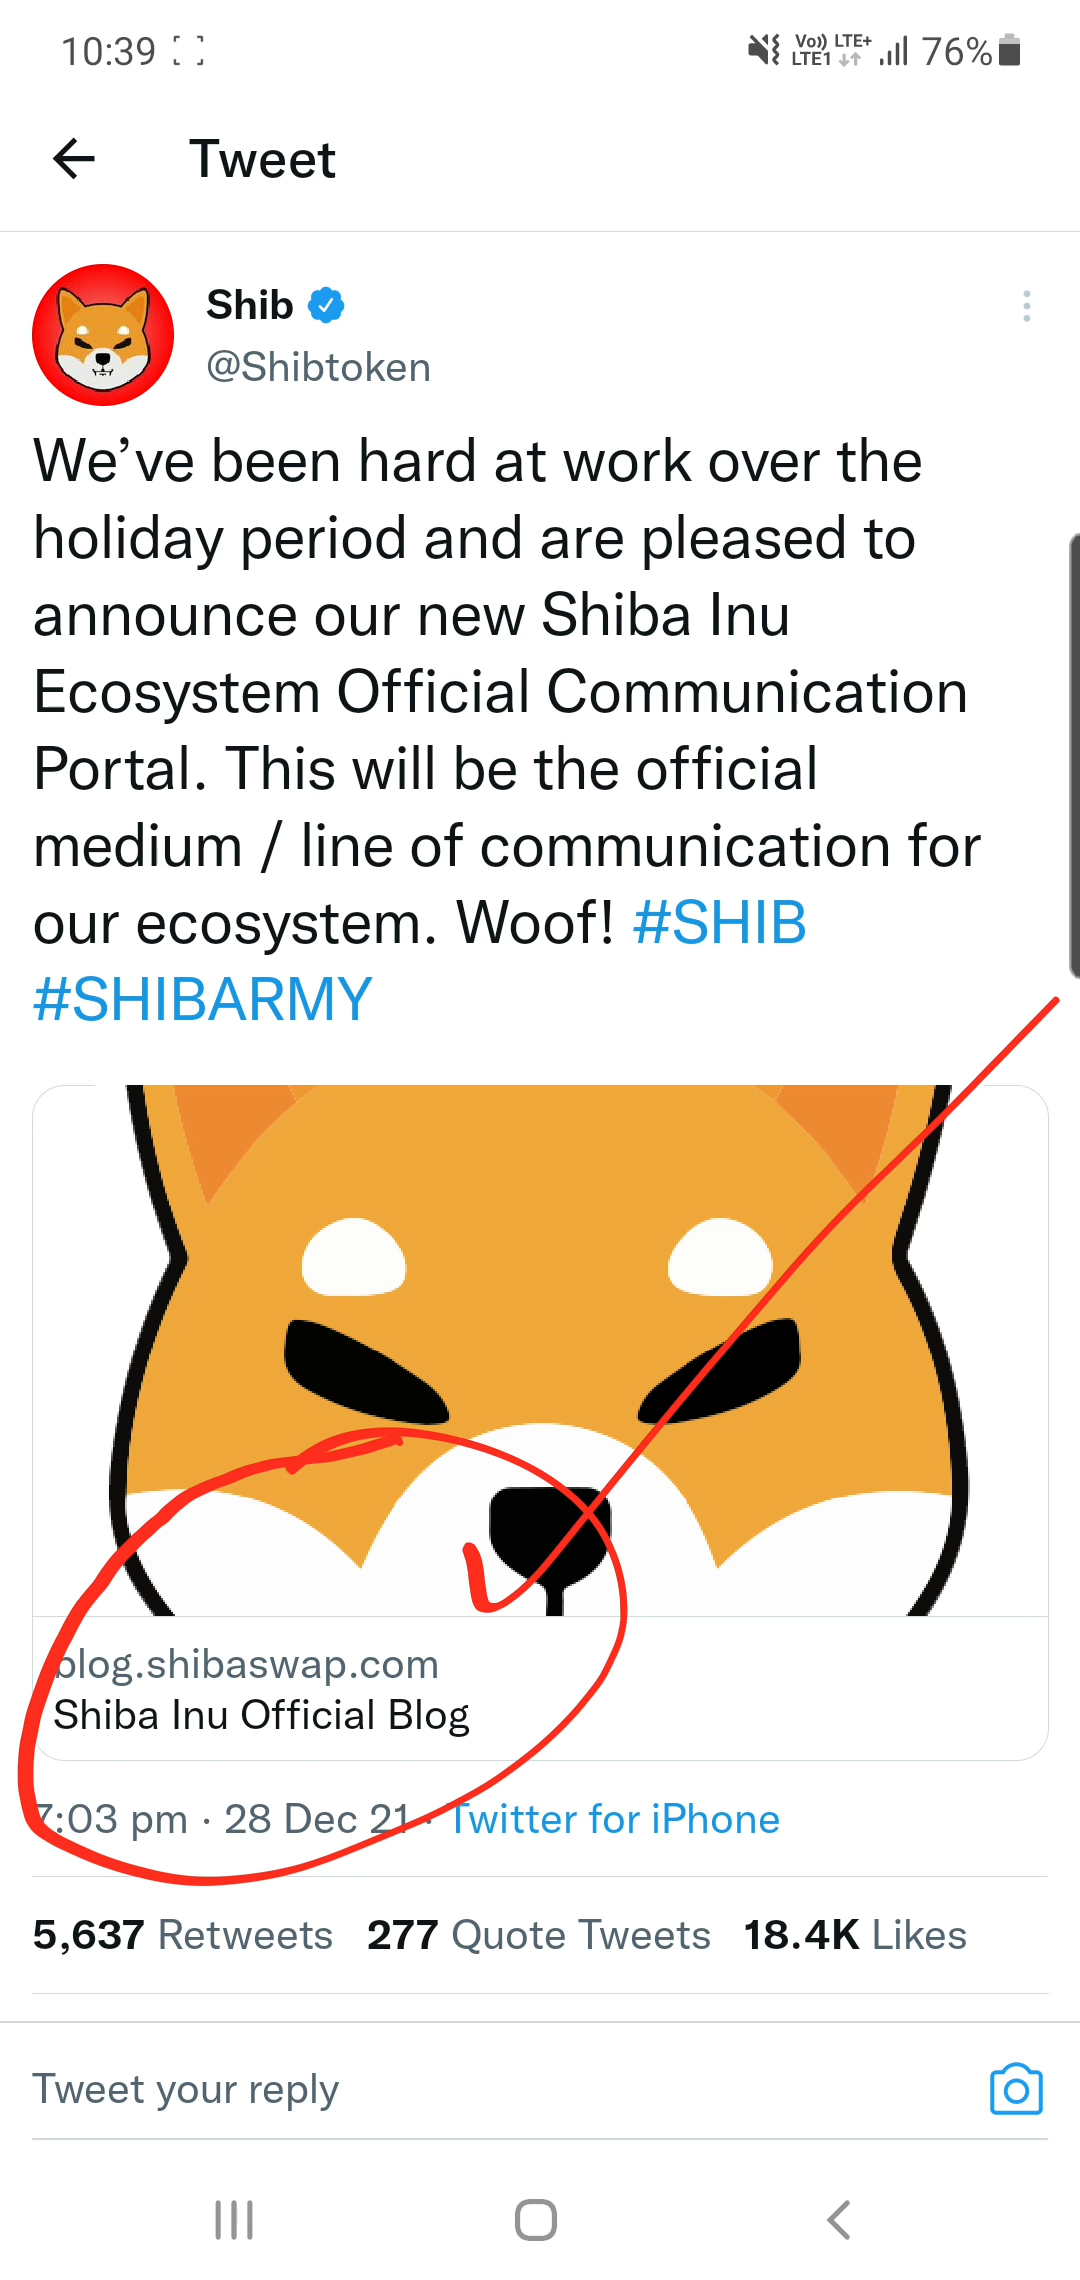 10:39 Vo)) LTE+ LTE1 76%
Tweet
Shib
@Shibtoken
We’ve been hard at work over the
holiday period and are pleased to
announce our new Shiba Inu
Ecosystem Official Communication
Portal. This will be the official
medium / line of communication for
our ecosystem. Woof! #SHIB
#SHIBARMY
blog.shibaswap.com
Shiba Inu Official Blog
7:03 pm · 28 Dec 21 · Twitter for iPhone
5,637 Retweets 277 Quote Tweets 18.4K Likes
Tweet your reply